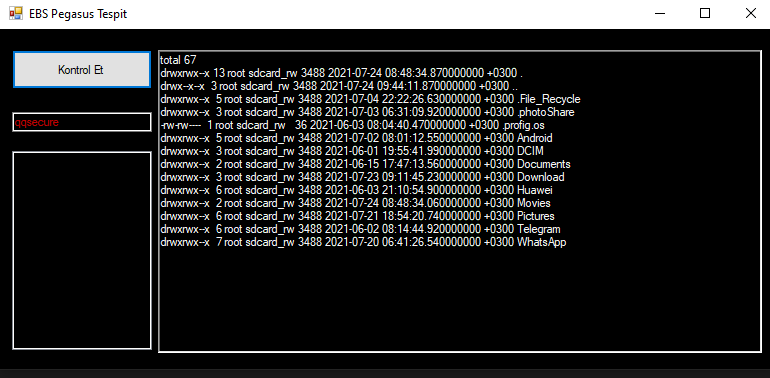 EBS Pegasus Tespit
Kontrol Et
qqsecure
total 67
drwxrwx--x 13 root sdcard_rw 3488 2021-07-24 08:48:34.870000000 +0300 .
drwx--x--x 3 root sdcard_rw 3488 2021-07-24 09:44:11.870000000 +0300 ..
drwxrwx--x 5 root sdcard_rw 3488 2021-07-04 22:22:26.630000000 +0300 .File_Recycle
drwxrwx--x 3 root sdcard_rw 3488 2021-07-03 06:31:09.920000000 +0300 .photoShare
-rw-rw---- 1 root sdcard_rw 36 2021-06-03 08:04:40.470000000 +0300 .profig.os
drwxrwx--x 5 root sdcard_rw 3488 2021-07-02 08:01:12.550000000 +0300 Android
drwxrwx--x 3 root sdcard_rw 3488 2021-06-01 19:55:41.990000000 +0300 DCIM
drwxrwx--x 2 root sdcard_rw 3488 2021-06-15 17:47:13.560000000 +0300 Documents
drwxrwx--x 3 root sdcard_rw 3488 2021-07-23 09:11:45.230000000 +0300 Download
drwxrwx--x 6 root sdcard_rw 3488 2021-06-03 21:10:54.900000000 +0300 Huawei
drwxrwx--x 2 root sdcard_rw 3488 2021-07-24 08:48:34.060000000 +0300 Movies
drwxrwx--x 6 root sdcard_rw 3488 2021-07-21 18:54:20.740000000 +0300 Pictures
drwxrwx--x 6 root sdcard_rw 3488 2021-06-02 08:14:44.920000000 +0300 Telegram
drwxrwx--x 7 root sdcard_rw 3488 2021-07-20 06:41:26.540000000 +0300 WhatsApp